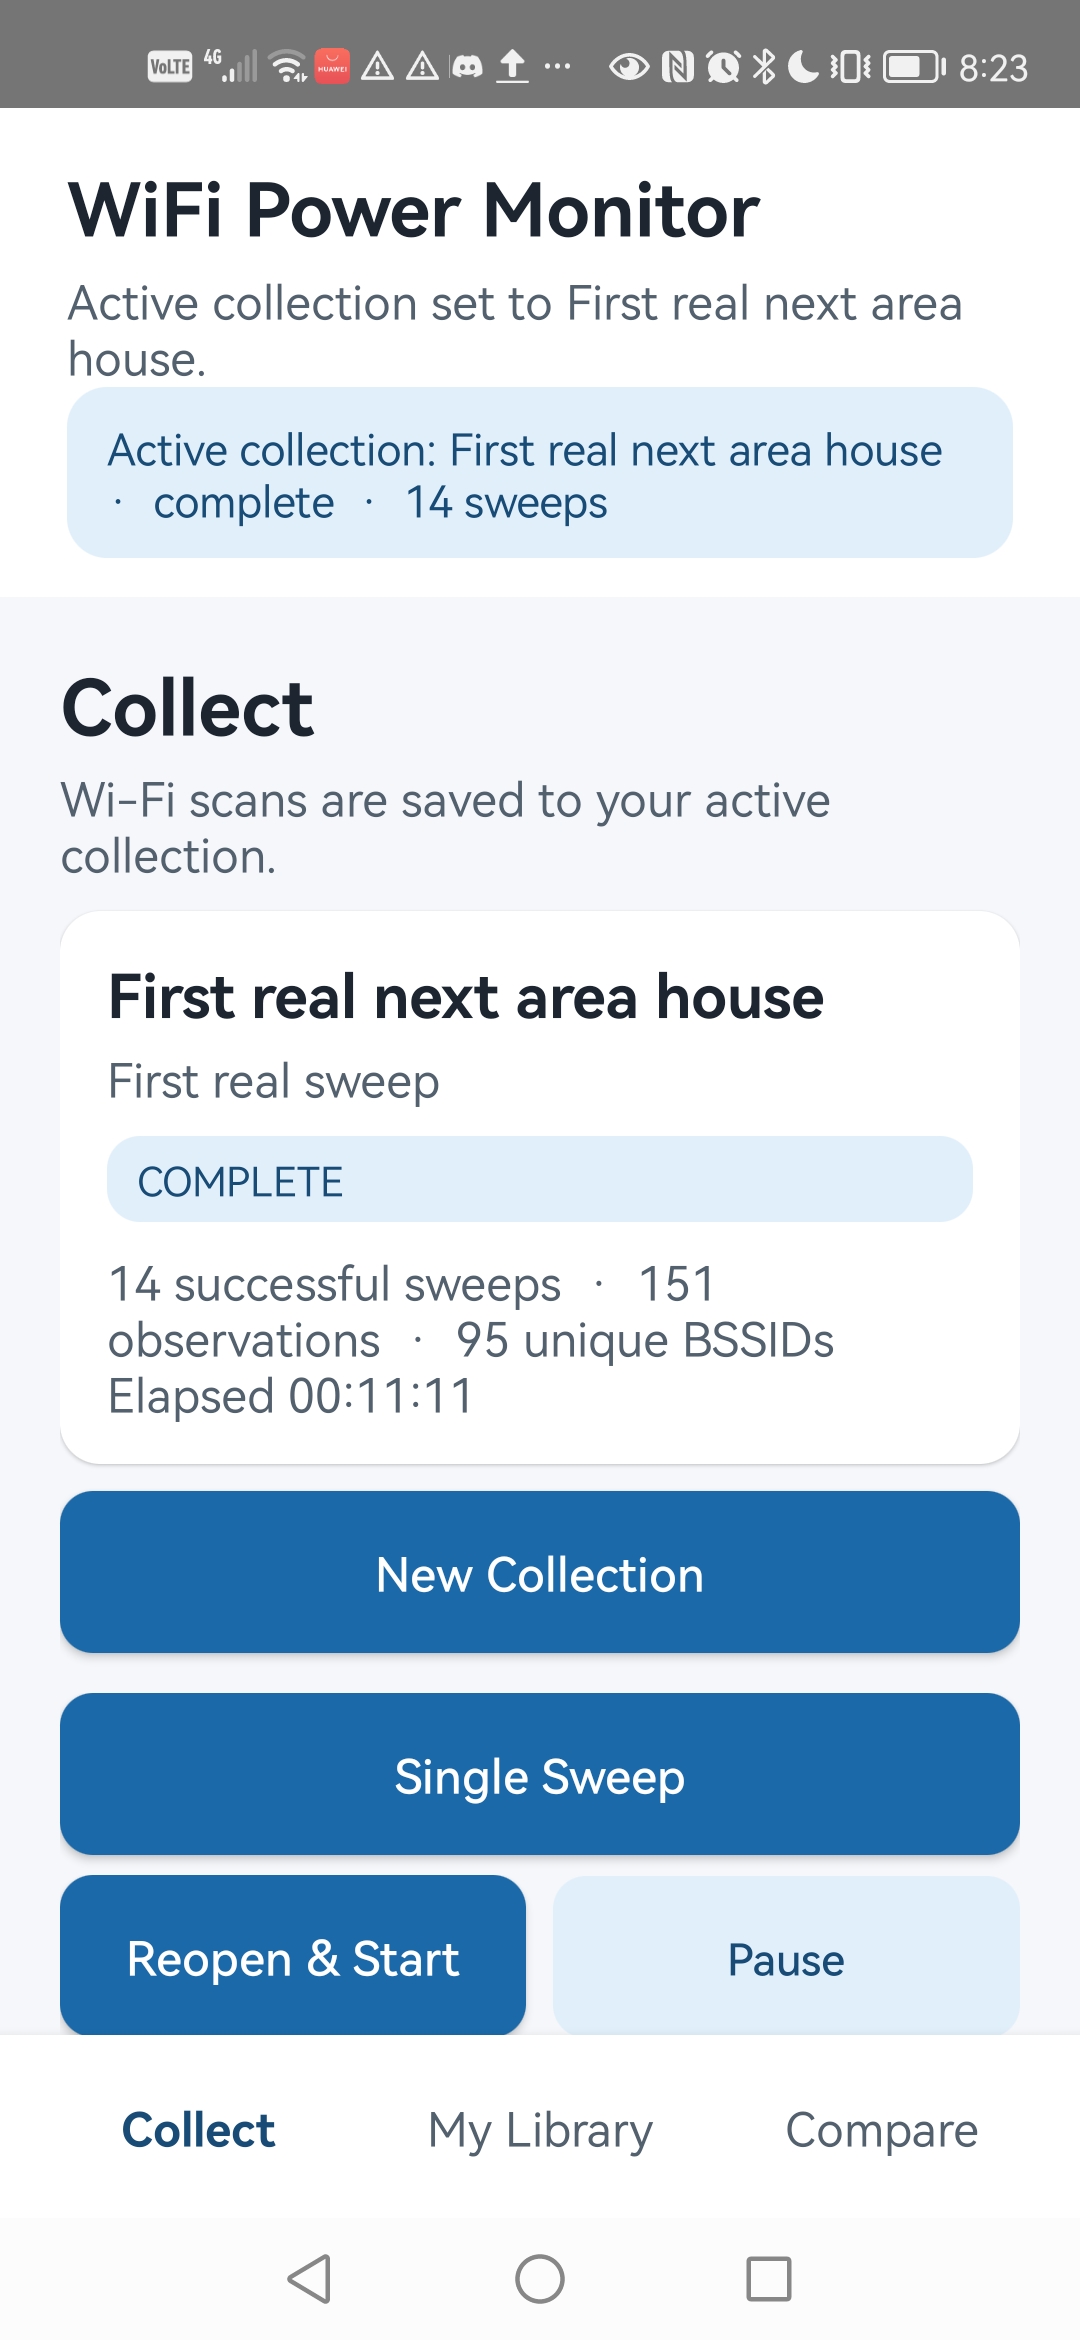 VoLTE 4G HUAWEI 8:23
WiFi Power Monitor
Active collection set to First real next area
house.
Active collection: First real next area house
· complete · 14 sweeps
Collect
Wi-Fi scans are saved to your active
collection.
First real next area house
First real sweep
COMPLETE
14 successful sweeps · 151
observations · 95 unique BSSIDs
Elapsed 00:11:11
New Collection
Single Sweep
Reopen & Start Pause
Collect My Library Compare